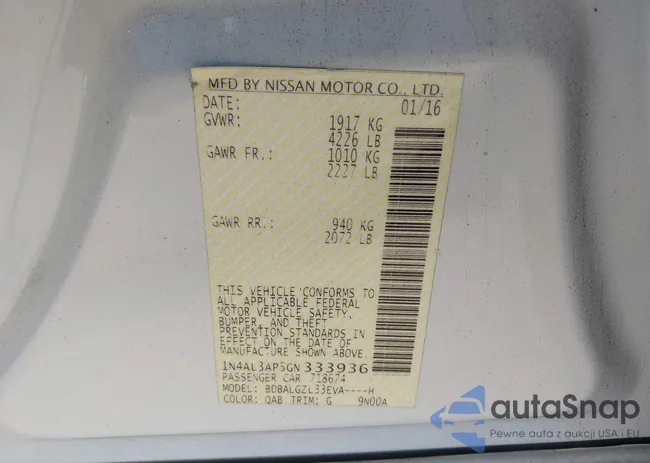 MFD BY NISSAN MOTOR CO., LTD.
DATE: 01/16
GVWR: 1917 KG
4226 LB
GAWR FR.: 1010 KG
2227 LB
GAWR RR.: 940 KG
2072 LB
THIS VEHICLE CONFORMS TO
ALL APPLICABLE FEDERAL
MOTOR VEHICLE SAFETY,
BUMPER, AND THEFT
PREVENTION STANDARDS IN
EFFECT ON THE DATE OF
MANUFACTURE SHOWN ABOVE.
1N4AL3AP5GN333936
PASSENGER CAR 718674
MODEL: BDBALGZL33EVA----H
COLOR: QAB TRIM: G 9N00A
autoSnap
Pewne auta z aukcji USA i EU